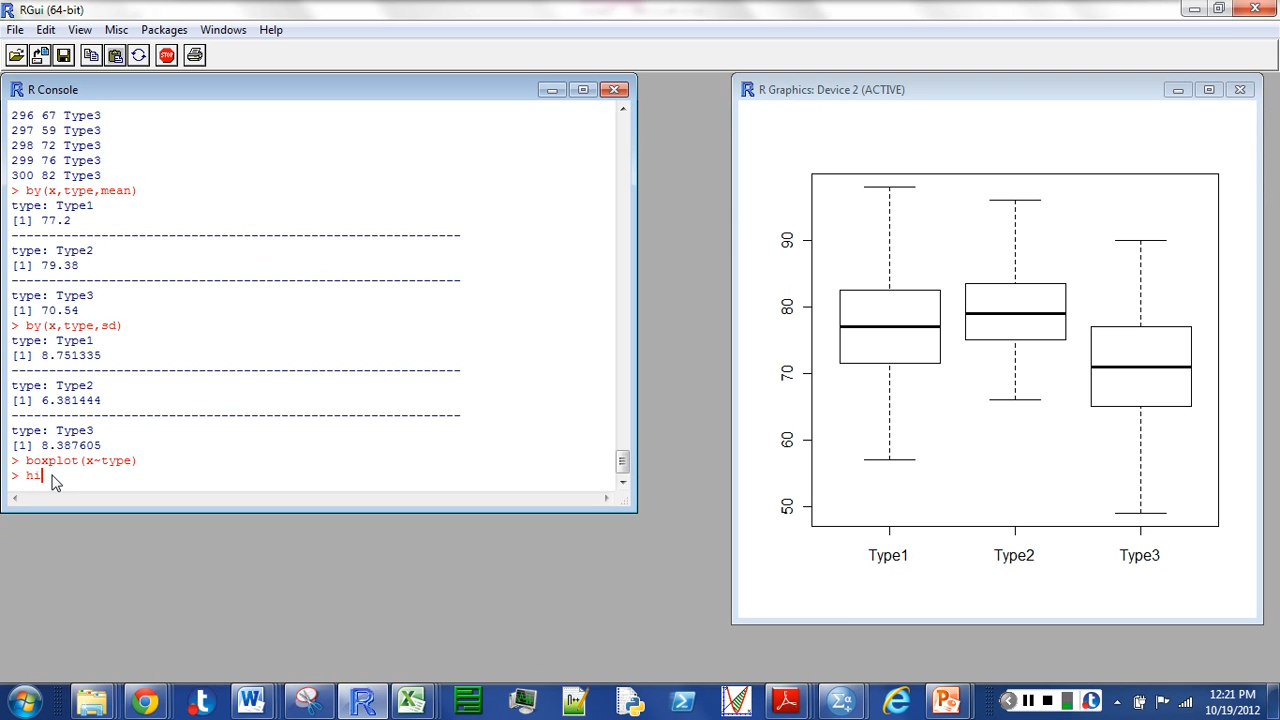 RGui (64-bit)
File Edit View Misc Packages Windows Help
STOP
R Console
296 67 Type3
297 59 Type3
298 72 Type3
299 76 Type3
300 82 Type3
> by(x,type,mean)
type: Type1
[1] 77.2
------------------------------------------------------------
type: Type2
[1] 79.38
------------------------------------------------------------
type: Type3
[1] 70.54
> by(x,type,sd)
type: Type1
[1] 8.751335
------------------------------------------------------------
type: Type2
[1] 6.381444
------------------------------------------------------------
type: Type3
[1] 8.387605
> boxplot(x~type)
> hi
R Graphics: Device 2 (ACTIVE)
90
80
70
60
50
Type1 Type2 Type3
12:21 PM
10/19/2012